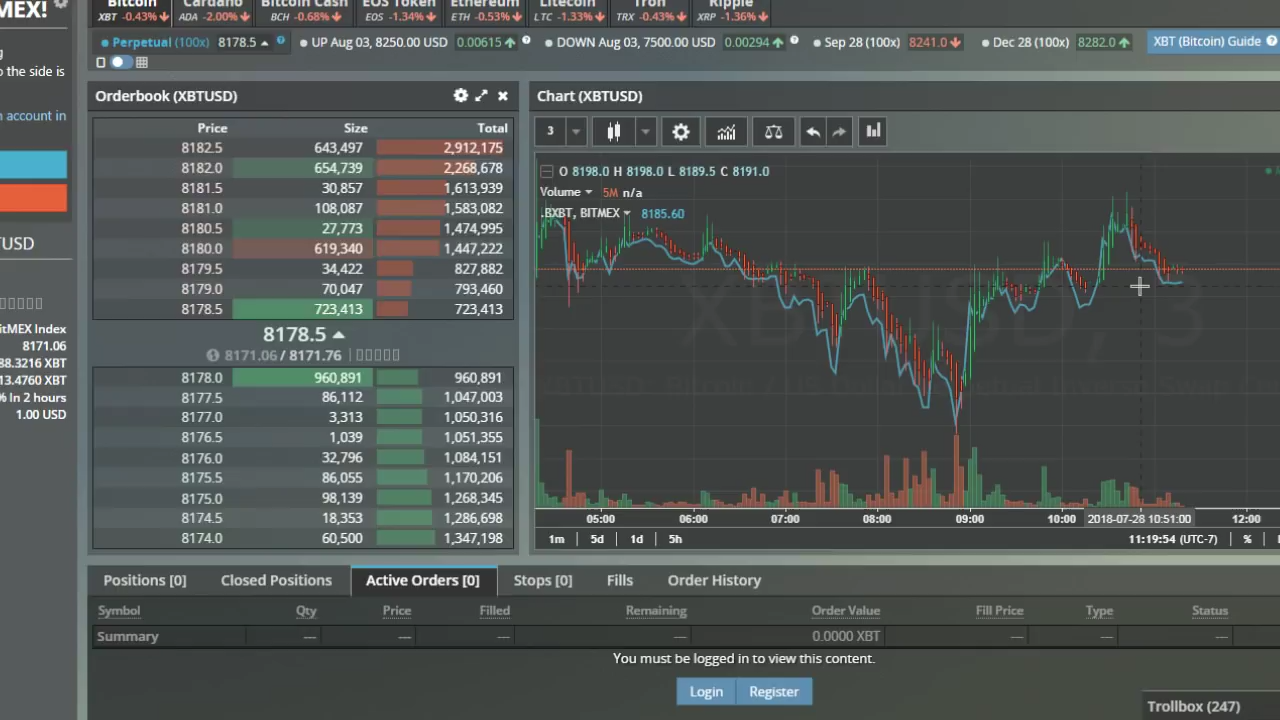 MEX!
Bitcoin Cardano Bitcoin Cash EOS Token Ethereum Litecoin Tron Ripple
XBT -0.43% ADA -2.00% BCH -0.68% EOS -1.34% ETH -0.53% LTC -1.33% TRX -0.43% XRP -1.36%
Perpetual (100x) 8178.5 UP Aug 03, 8250.00 USD 0.00615 DOWN Aug 03, 7500.00 USD 0.00294 Sep 28 (100x) 8241.0 Dec 28 (100x) 8282.0 XBT (Bitcoin) Guide
o the side is
account in
USD
itMEX Index
8171.06
88.3216 XBT
13.4760 XBT
% In 2 hours
1.00 USD
Orderbook (XBTUSD)
Price Size Total
8182.5 643,497 2,912,175
8182.0 654,739 2,268,678
8181.5 30,857 1,613,939
8181.0 108,087 1,583,082
8180.5 27,773 1,474,995
8180.0 619,340 1,447,222
8179.5 34,422 827,882
8179.0 70,047 793,460
8178.5 723,413 723,413
8178.5
8171.06 / 8171.76
8178.0 960,891 960,891
8177.5 86,112 1,047,003
8177.0 3,313 1,050,316
8176.5 1,039 1,051,355
8176.0 32,796 1,084,151
8175.5 86,055 1,170,206
8175.0 98,139 1,268,345
8174.5 18,353 1,286,698
8174.0 60,500 1,347,198
Chart (XBTUSD)
3
O 8198.0 H 8198.0 L 8189.5 C 8191.0
Volume 5M n/a
.BXBT, BITMEX 8185.60
XBTUSD, 3
05:00 06:00 07:00 08:00 09:00 10:00 2018-07-28 10:51:00 12:00
1m 5d 1d 5h 11:19:54 (UTC-7) %
Positions [0] Closed Positions Active Orders [0] Stops [0] Fills Order History
Symbol Qty Price Filled Remaining Order Value Fill Price Type Status
Summary --- --- --- --- 0.0000 XBT --- --- ---
You must be logged in to view this content.
Login Register
Trollbox (247)